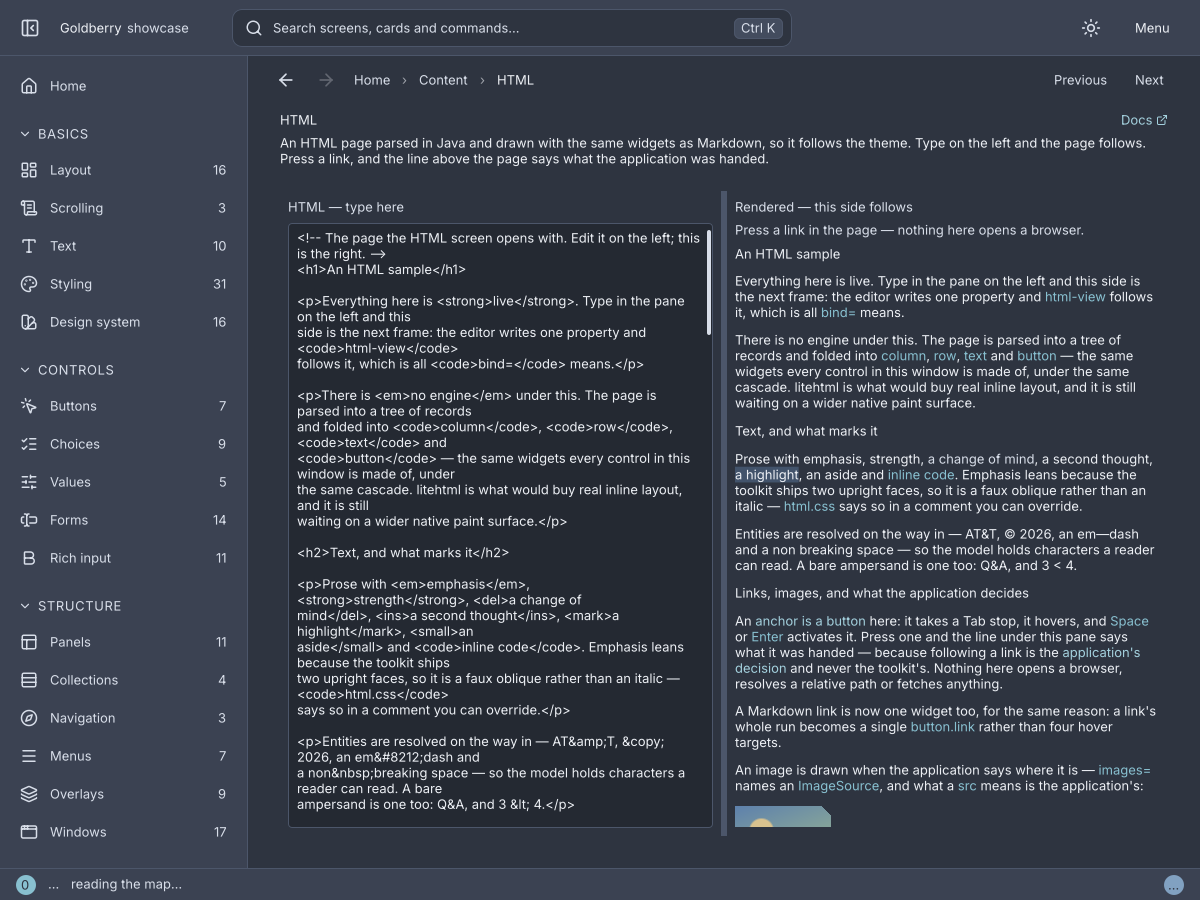 Goldberry showcase
Search screens, cards and commands...
Ctrl K
Menu
Home
BASICS
Layout 16
Scrolling 3
Text 10
Styling 31
Design system 16
CONTROLS
Buttons 7
Choices 9
Values 5
Forms 14
Rich input 11
STRUCTURE
Panels 11
Collections 4
Navigation 3
Menus 7
Overlays 9
Windows 17
Home › Content › HTML
Previous Next
HTML
Docs
An HTML page parsed in Java and drawn with the same widgets as Markdown, so it follows the theme. Type on the left and the page follows.
Press a link, and the line above the page says what the application was handed.
HTML — type here
<!-- The page the HTML screen opens with. Edit it on the left; this
is the right. -->
<h1>An HTML sample</h1>
<p>Everything here is <strong>live</strong>. Type in the pane
on the left and this
side is the next frame: the editor writes one property and
<code>html-view</code>
follows it, which is all <code>bind=</code> means.</p>
<p>There is <em>no engine</em> under this. The page is
parsed into a tree of records
and folded into <code>column</code>, <code>row</code>,
<code>text</code> and
<code>button</code> — the same widgets every control in this
window is made of, under
the same cascade. litehtml is what would buy real inline layout,
and it is still
waiting on a wider native paint surface.</p>
<h2>Text, and what marks it</h2>
<p>Prose with <em>emphasis</em>,
<strong>strength</strong>, <del>a change of
mind</del>, <ins>a second thought</ins>, <mark>a
highlight</mark>, <small>an
aside</small> and <code>inline code</code>. Emphasis leans
because the toolkit ships
two upright faces, so it is a faux oblique rather than an italic —
<code>html.css</code>
says so in a comment you can override.</p>
<p>Entities are resolved on the way in — AT&amp;T, &copy;
2026, an em&#8212;dash and
a non&nbsp;breaking space — so the model holds characters a
reader can read. A bare
ampersand is one too: Q&A, and 3 &lt; 4.</p>
Rendered — this side follows
Press a link in the page — nothing here opens a browser.
An HTML sample
Everything here is live. Type in the pane on the left and this side is
the next frame: the editor writes one property and html-view follows
it, which is all bind= means.
There is no engine under this. The page is parsed into a tree of
records and folded into column, row, text and button — the same
widgets every control in this window is made of, under the same
cascade. litehtml is what would buy real inline layout, and it is still
waiting on a wider native paint surface.
Text, and what marks it
Prose with emphasis, strength, a change of mind, a second thought,
a highlight, an aside and inline code. Emphasis leans because the
toolkit ships two upright faces, so it is a faux oblique rather than an
italic — html.css says so in a comment you can override.
Entities are resolved on the way in — AT&T, © 2026, an em—dash
and a non breaking space — so the model holds characters a reader
can read. A bare ampersand is one too: Q&A, and 3 < 4.
Links, images, and what the application decides
An anchor is a button here: it takes a Tab stop, it hovers, and Space
or Enter activates it. Press one and the line under this pane says
what it was handed — because following a link is the application's
decision and never the toolkit's. Nothing here opens a browser,
resolves a relative path or fetches anything.
A Markdown link is now one widget too, for the same reason: a link's
whole run becomes a single button.link rather than four hover
targets.
An image is drawn when the application says where it is — images=
names an ImageSource, and what a src means is the application's:
0 ... reading the map...
...